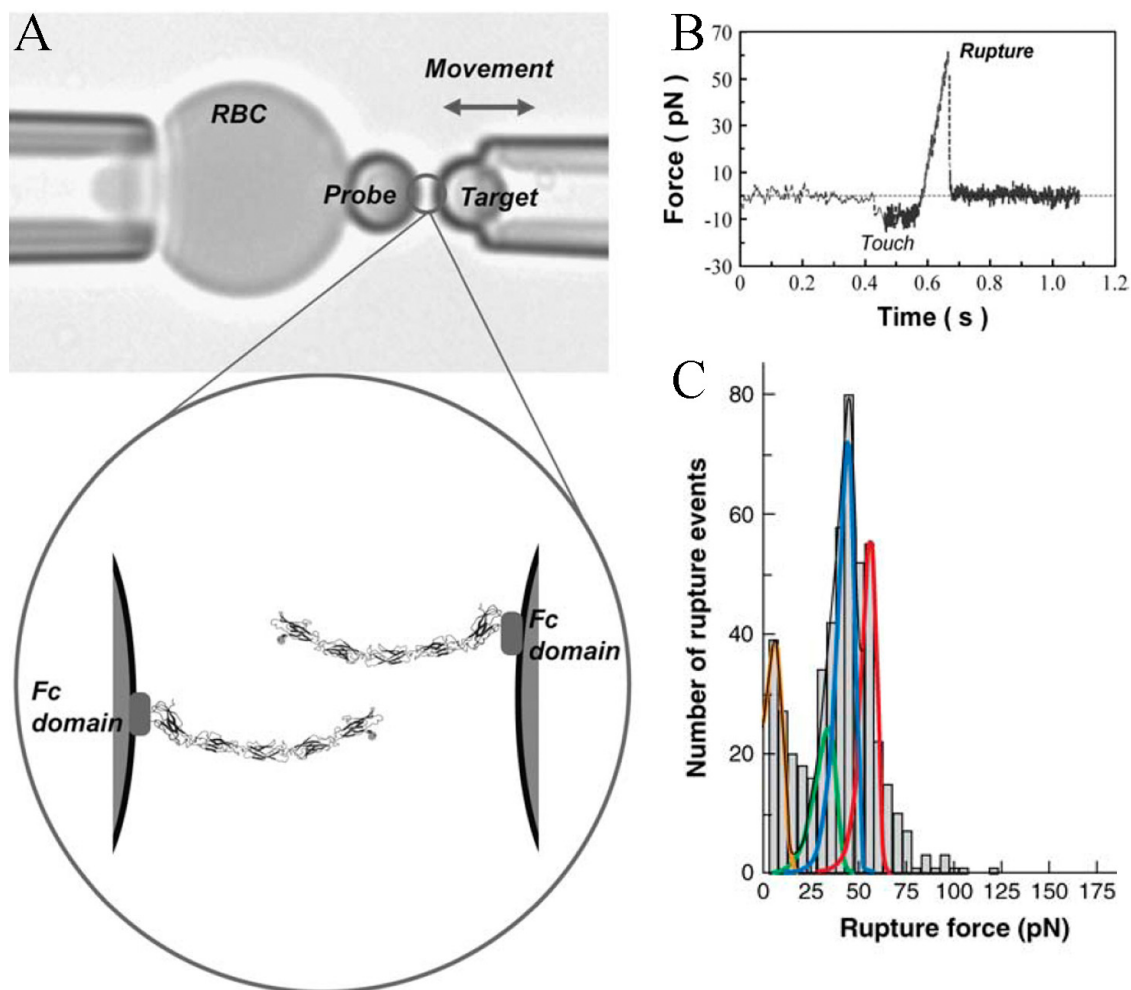 A
RBC
Movement
Probe
Target
Fc
domain
Fc
domain
B
Force ( pN )
70
50
30
10
-10
-30
Rupture
Touch
0
0.2
0.4
0.6
0.8
1.0
1.2
Time ( s )
C
Number of rupture events
80
60
40
20
0
0
25
50
75
100
125
150
175
Rupture force (pN)